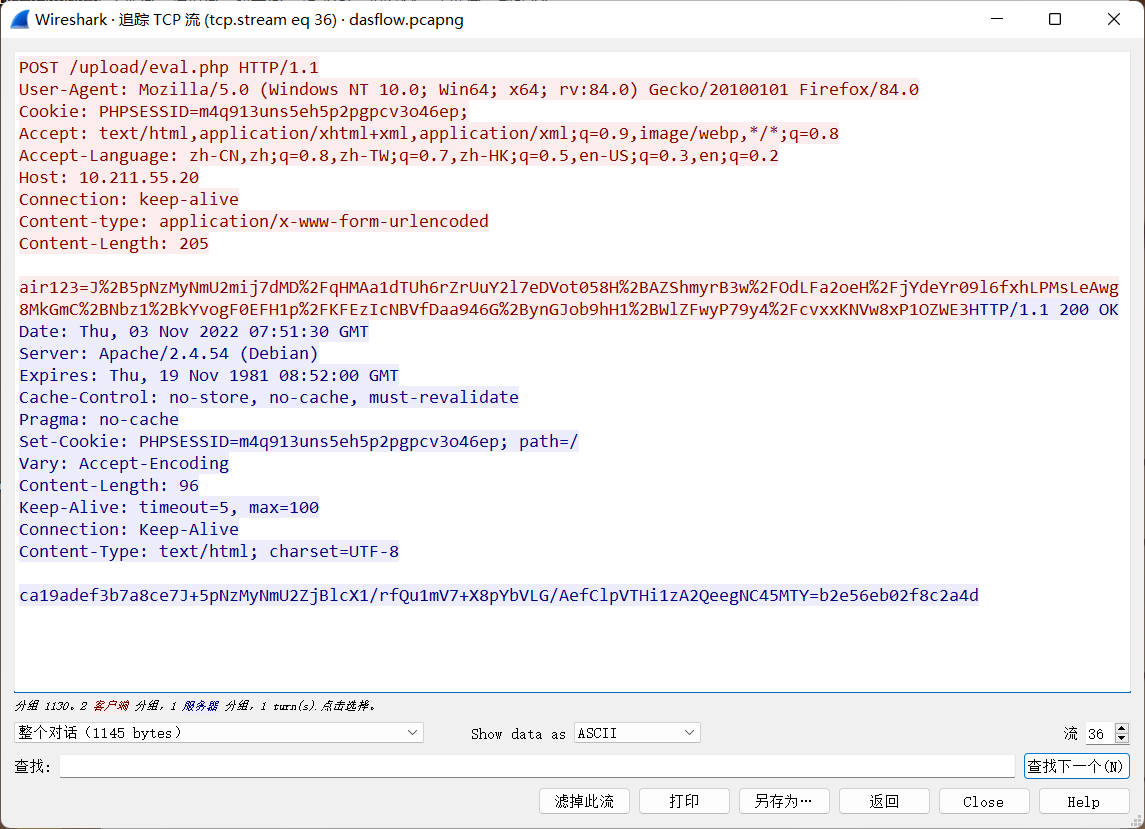 Wireshark · 追踪 TCP 流 (tcp.stream eq 36) · dasflow.pcapng
POST /upload/eval.php HTTP/1.1
User-Agent: Mozilla/5.0 (Windows NT 10.0; Win64; x64; rv:84.0) Gecko/20100101 Firefox/84.0
Cookie: PHPSESSID=m4q913uns5eh5p2pgpcv3o46ep;
Accept: text/html,application/xhtml+xml,application/xml;q=0.9,image/webp,*/*;q=0.8
Accept-Language: zh-CN,zh;q=0.8,zh-TW;q=0.7,zh-HK;q=0.5,en-US;q=0.3,en;q=0.2
Host: 10.211.55.20
Connection: keep-alive
Content-type: application/x-www-form-urlencoded
Content-Length: 205
air123=J%2B5pNzMyNmU2mij7dMD%2FqHMAa1dTUh6rZrUuY2l7eDVot058H%2BAZShmyrB3w%2FOdLFa2oeH%2FjYdeYr09l6fxhLPMsLeAwg
8MkGmC%2BNbz1%2BkYvogF0EFH1p%2FKFEzIcNBVfDaa946G%2BynGJob9hH1%2BWlZFwyP79y4%2FcvxxKNVw8xP1OZWE3HTTP/1.1 200 OK
Date: Thu, 03 Nov 2022 07:51:30 GMT
Server: Apache/2.4.54 (Debian)
Expires: Thu, 19 Nov 1981 08:52:00 GMT
Cache-Control: no-store, no-cache, must-revalidate
Pragma: no-cache
Set-Cookie: PHPSESSID=m4q913uns5eh5p2pgpcv3o46ep; path=/
Vary: Accept-Encoding
Content-Length: 96
Keep-Alive: timeout=5, max=100
Connection: Keep-Alive
Content-Type: text/html; charset=UTF-8
ca19adef3b7a8ce7J+5pNzMyNmU2ZjBlcX1/rfQu1mV7+X8pYbVLG/AefClpVTHi1zA2QeegNC45MTY=b2e56eb02f8c2a4d
分组 1130。2 客户端 分组，1 服务器 分组，1 turn(s).点击选择。
整个对话（1145 bytes） Show data as ASCII 流 36
查找： 查找下一个(N)
滤掉此流 打印 另存为… 返回 Close Help